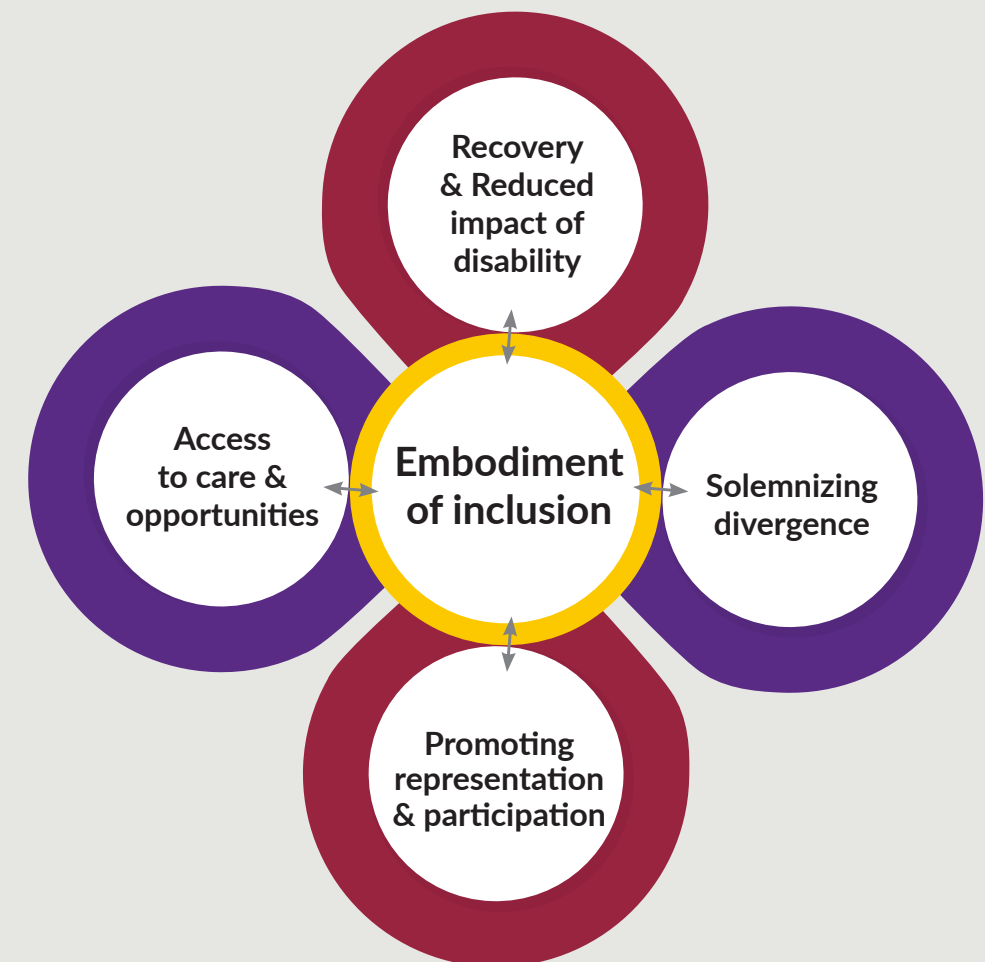 Recovery
& Reduced
impact of
disability
Access
to care &
opportunities
Embodiment
of inclusion
Solemnizing
divergence
Promoting
representation
& participation